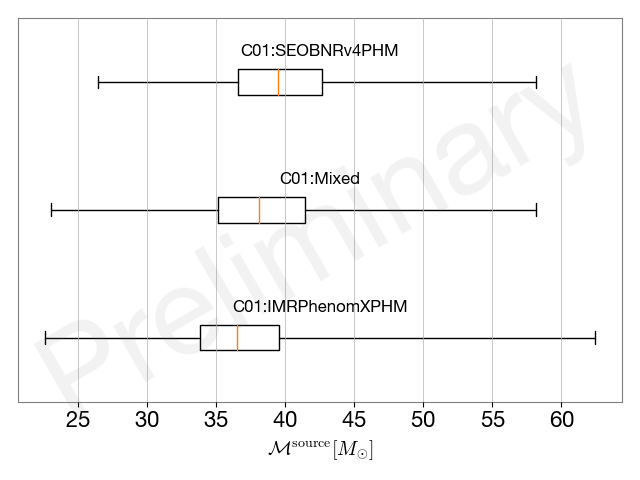 C01:SEOBNRv4PHM
C01:Mixed
C01:IMRPhenomXPHM
Preliminary
25 30 35 40 45 50 55 60
ℳ^source [M_⊙]